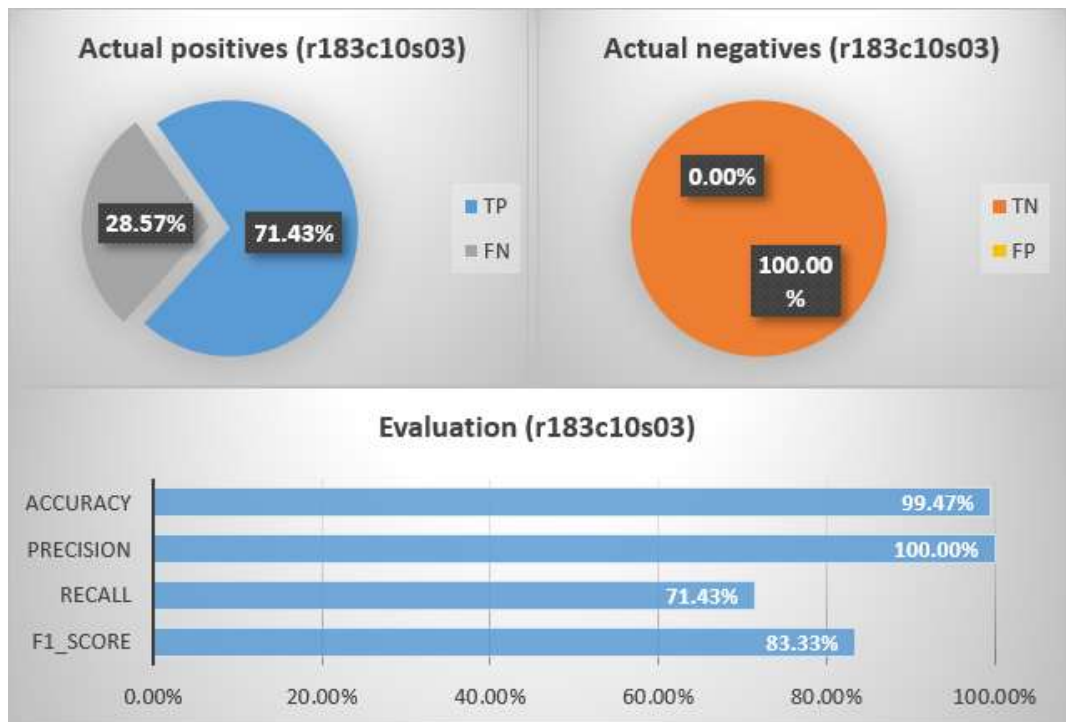 Actual positives (r183c10s03)
28.57%
71.43%
TP
FN
Actual negatives (r183c10s03)
0.00%
100.00
%
TN
FP
Evaluation (r183c10s03)
ACCURACY
99.47%
PRECISION
100.00%
RECALL
71.43%
F1_SCORE
83.33%
0.00%
20.00%
40.00%
60.00%
80.00%
100.00%